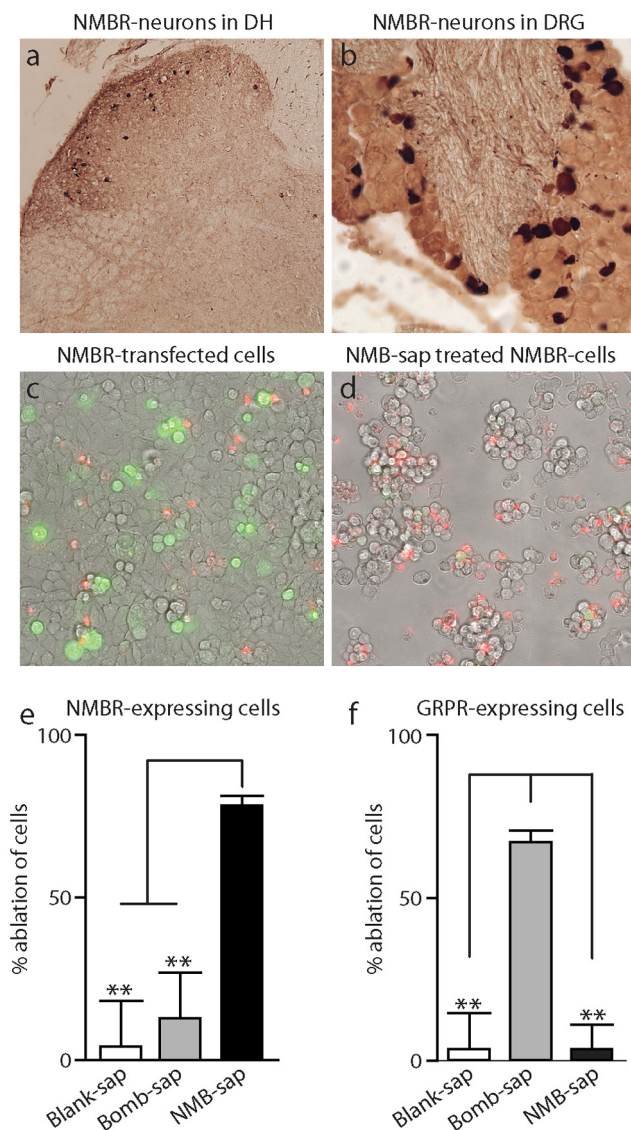 NMBR-neurons in DH
NMBR-neurons in DRG
a
b
NMBR-transfected cells
NMB-sap treated NMBR-cells
c
d
e
NMBR-expressing cells
100
50
0
% ablation of cells
**
**
Blank-sap
Bomb-sap
NMB-sap
f
GRPR-expressing cells
100
50
0
% ablation of cells
**
**
Blank-sap
Bomb-sap
NMB-sap